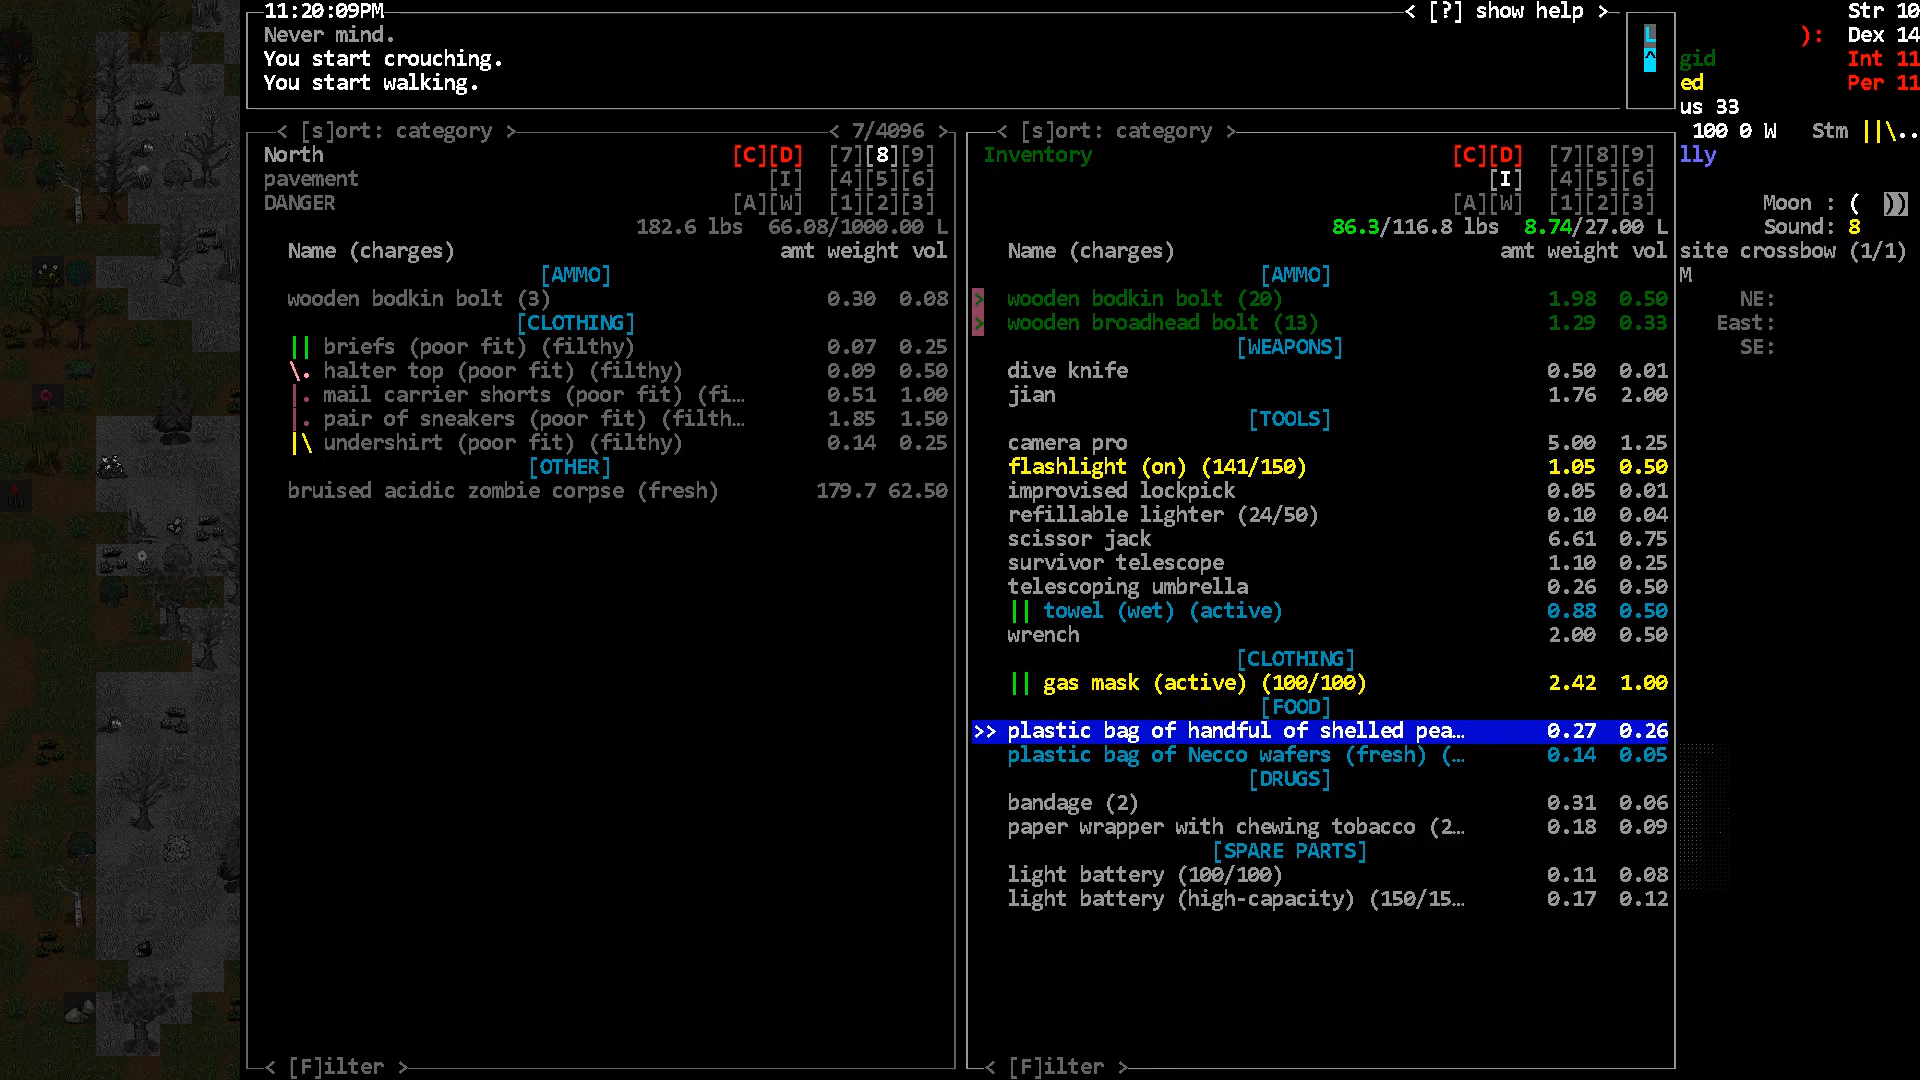 11:20:09PM < [?] show help > Str 10
Never mind. L ): Dex 14
You start crouching. ^ gid Int 11
You start walking. ed Per 11
us 33
< [s]ort: category > < 7/4096 > < [s]ort: category > 100 0 W Stm ||\..
North [C][D] [7][8][9] Inventory [C][D] [7][8][9] lly
pavement [I] [4][5][6] [I] [4][5][6]
DANGER [A][W] [1][2][3] [A][W] [1][2][3] Moon : ( ))
182.6 lbs 66.08/1000.00 L 86.3/116.8 lbs 8.74/27.00 L Sound: 8
Name (charges) amt weight vol Name (charges) amt weight vol site crossbow (1/1)
[AMMO] [AMMO] M
wooden bodkin bolt (3) 0.30 0.08 > wooden bodkin bolt (20) 1.98 0.50 NE:
[CLOTHING] > wooden broadhead bolt (13) 1.29 0.33 East:
|| briefs (poor fit) (filthy) 0.07 0.25 [WEAPONS] SE:
\. halter top (poor fit) (filthy) 0.09 0.50 dive knife 0.50 0.01
|. mail carrier shorts (poor fit) (fi… 0.51 1.00 jian 1.76 2.00
|. pair of sneakers (poor fit) (filth… 1.85 1.50 [TOOLS]
|\ undershirt (poor fit) (filthy) 0.14 0.25 camera pro 5.00 1.25
[OTHER] flashlight (on) (141/150) 1.05 0.50
bruised acidic zombie corpse (fresh) 179.7 62.50 improvised lockpick 0.05 0.01
refillable lighter (24/50) 0.10 0.04
scissor jack 6.61 0.75
survivor telescope 1.10 0.25
telescoping umbrella 0.26 0.50
|| towel (wet) (active) 0.88 0.50
wrench 2.00 0.50
[CLOTHING]
|| gas mask (active) (100/100) 2.42 1.00
[FOOD]
>> plastic bag of handful of shelled pea… 0.27 0.26
plastic bag of Necco wafers (fresh) (… 0.14 0.05
[DRUGS]
bandage (2) 0.31 0.06
paper wrapper with chewing tobacco (2… 0.18 0.09
[SPARE PARTS]
light battery (100/100) 0.11 0.08
light battery (high-capacity) (150/15… 0.17 0.12
< [F]ilter > < [F]ilter >